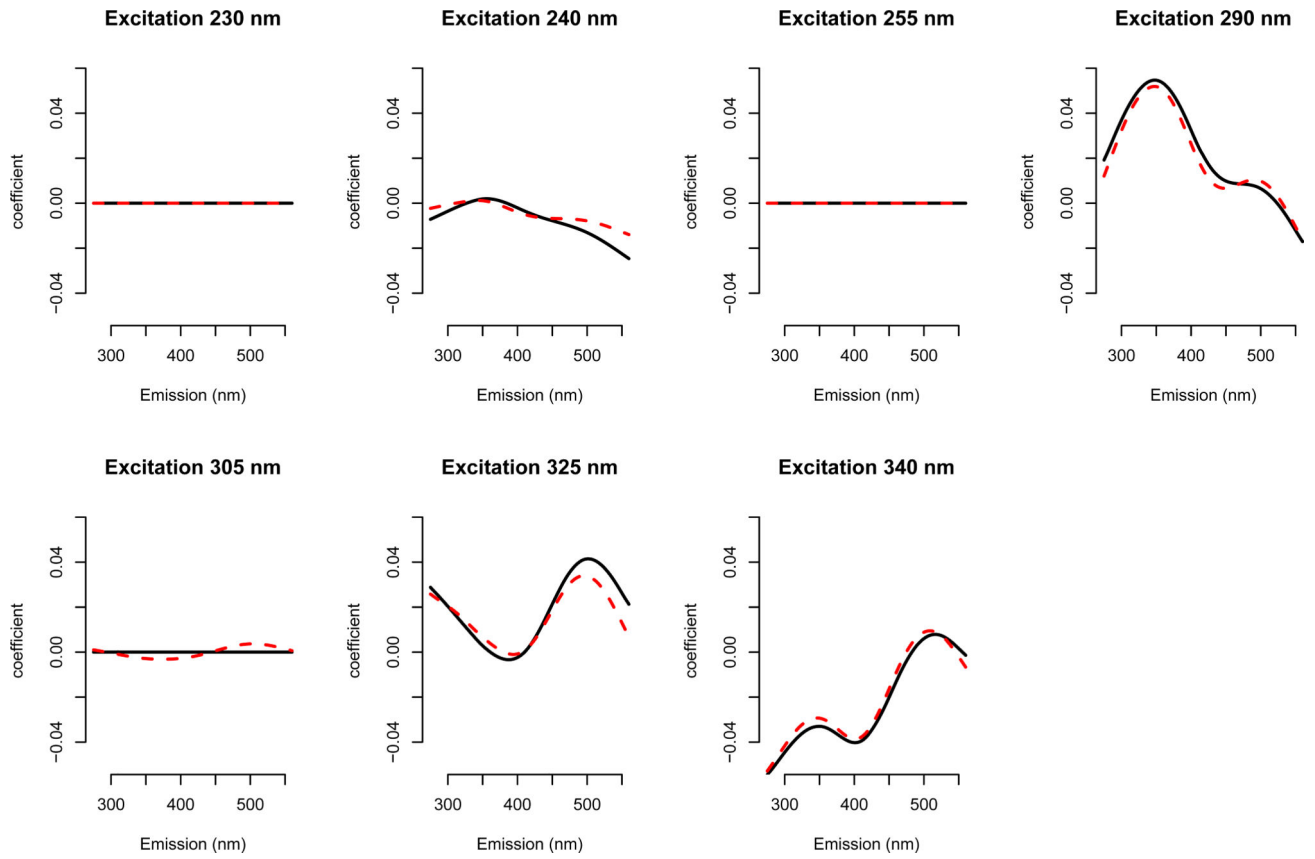 Excitation 230 nm
coefficient
0.04
0.00
−0.04
300 400 500
Emission (nm)
Excitation 240 nm
coefficient
0.04
0.00
−0.04
300 400 500
Emission (nm)
Excitation 255 nm
coefficient
0.04
0.00
−0.04
300 400 500
Emission (nm)
Excitation 290 nm
coefficient
0.04
0.00
−0.04
300 400 500
Emission (nm)
Excitation 305 nm
coefficient
0.04
0.00
−0.04
300 400 500
Emission (nm)
Excitation 325 nm
coefficient
0.04
0.00
−0.04
300 400 500
Emission (nm)
Excitation 340 nm
coefficient
0.04
0.00
−0.04
300 400 500
Emission (nm)